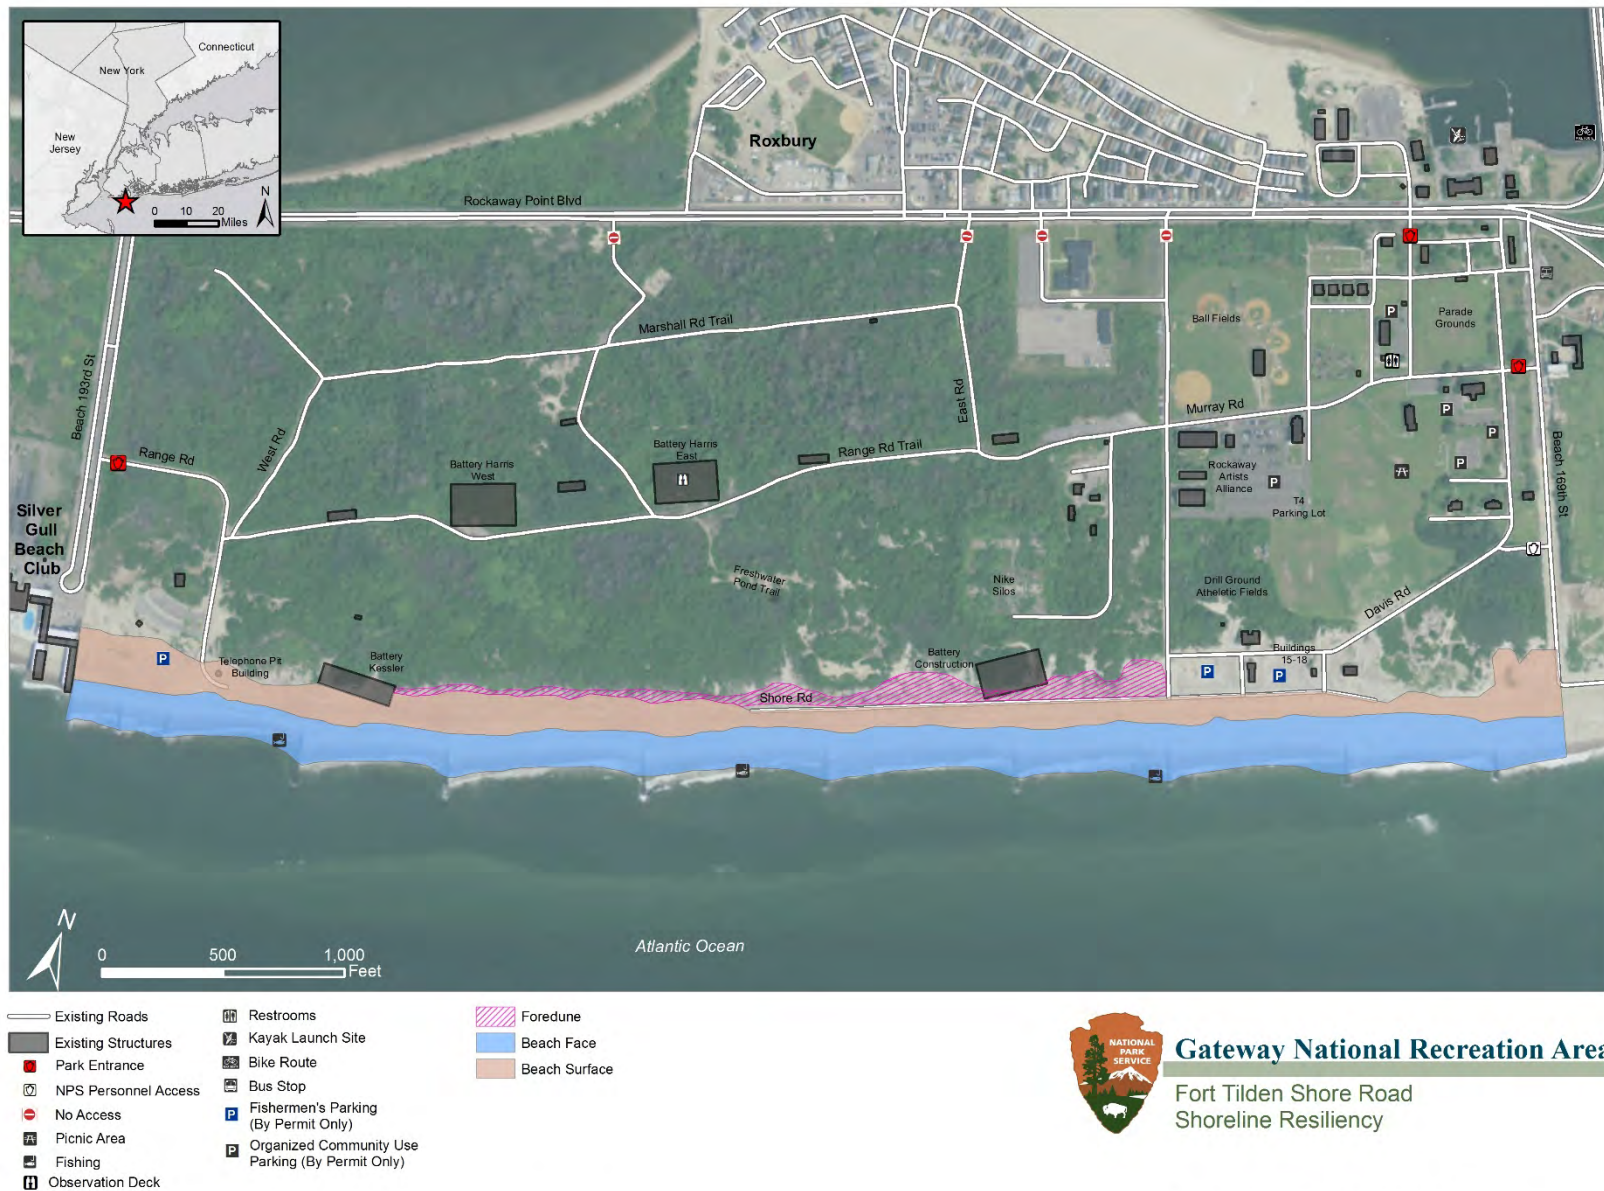 Connecticut
New York
New
Jersey
N
0 10 20
Miles
Roxbury
Rockaway Point Blvd
Marshall Rd Trail
Ball Fields
Parade
Grounds
Beach 193rd St
East Rd
Murray Rd
West Rd
Range Rd
Range Rd Trail
Battery Harris
East
Battery Harris
West
Rockaway
Artists
Alliance
T4
Parking Lot
Beach 169th St
Silver
Gull
Beach
Club
Freshwater
Pond Trail
Nike
Silos
Drill Ground
Atheletic Fields
Davis Rd
Telephone Pit
Building
Battery
Kessler
Battery
Construction
Buildings
15-18
Shore Rd
P
P
P
P
P
P
P
P
N
0 500 1,000
Feet
Atlantic Ocean
Existing Roads
Existing Structures
Park Entrance
NPS Personnel Access
No Access
Picnic Area
Fishing
Observation Deck
Restrooms
Kayak Launch Site
Bike Route
Bus Stop
P Fishermen's Parking
(By Permit Only)
P Organized Community Use
Parking (By Permit Only)
Foredune
Beach Face
Beach Surface
NATIONAL
PARK
SERVICE
Gateway National Recreation Area
Fort Tilden Shore Road
Shoreline Resiliency